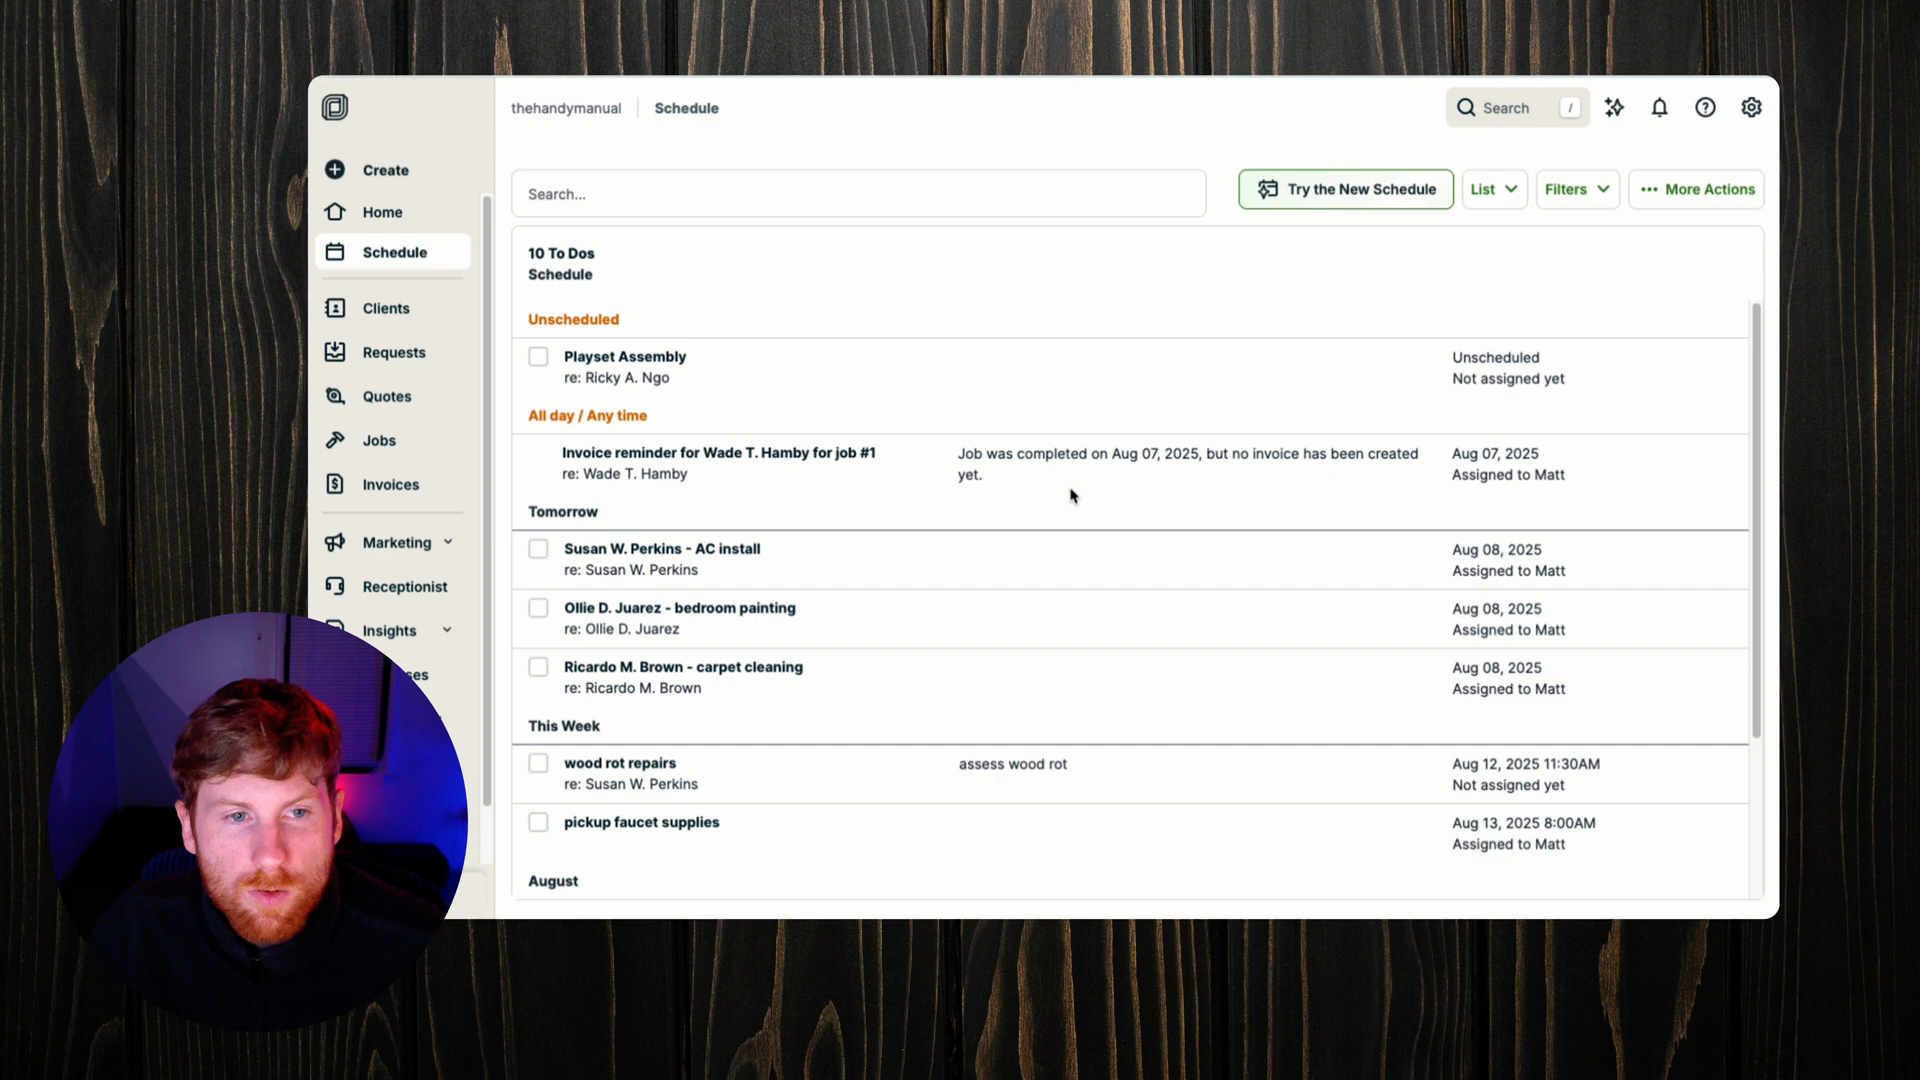 thehandymanual
Schedule
Search
/
Create
Home
Schedule
Clients
Requests
Quotes
Jobs
Invoices
Marketing
Receptionist
Insights
Search...
Try the New Schedule
List
Filters
More Actions
10 To Dos
Schedule
Unscheduled
Playset Assembly
re: Ricky A. Ngo
Unscheduled
Not assigned yet
All day / Any time
Invoice reminder for Wade T. Hamby for job #1
re: Wade T. Hamby
Job was completed on Aug 07, 2025, but no invoice has been created
yet.
Aug 07, 2025
Assigned to Matt
Tomorrow
Susan W. Perkins - AC install
re: Susan W. Perkins
Aug 08, 2025
Assigned to Matt
Ollie D. Juarez - bedroom painting
re: Ollie D. Juarez
Aug 08, 2025
Assigned to Matt
Ricardo M. Brown - carpet cleaning
re: Ricardo M. Brown
Aug 08, 2025
Assigned to Matt
This Week
wood rot repairs
re: Susan W. Perkins
assess wood rot
Aug 12, 2025 11:30AM
Not assigned yet
pickup faucet supplies
Aug 13, 2025 8:00AM
Assigned to Matt
August